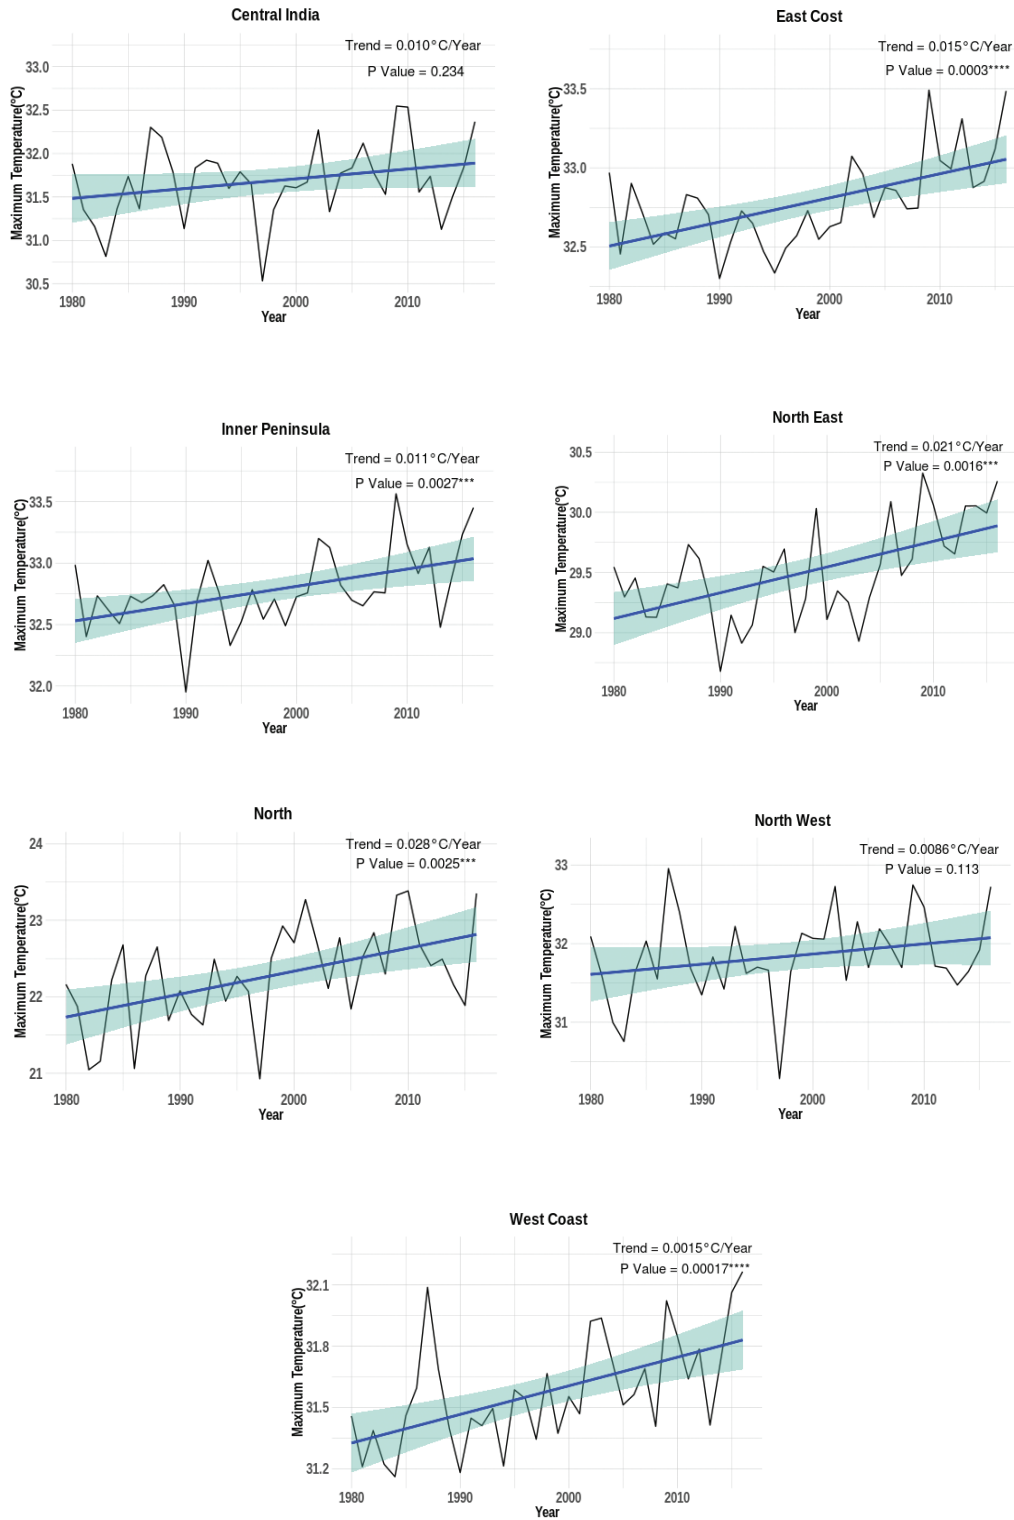 Central India
Trend = 0.010°C/Year
P Value = 0.234
Maximum Temperature(°C)
33.0
32.5
32.0
31.5
31.0
30.5
1980 1990 2000 2010
Year
East Cost
Trend = 0.015°C/Year
P Value = 0.0003****
Maximum Temperature(°C)
33.5
33.0
32.5
1980 1990 2000 2010
Year
Inner Peninsula
Trend = 0.011°C/Year
P Value = 0.0027***
Maximum Temperature(°C)
33.5
33.0
32.5
32.0
1980 1990 2000 2010
Year
North East
Trend = 0.021°C/Year
P Value = 0.0016***
Maximum Temperature(°C)
30.5
30.0
29.5
29.0
1980 1990 2000 2010
Year
North
Trend = 0.028°C/Year
P Value = 0.0025***
Maximum Temperature(°C)
24
23
22
21
1980 1990 2000 2010
Year
North West
Trend = 0.0086°C/Year
P Value = 0.113
Maximum Temperature(°C)
33
32
31
1980 1990 2000 2010
Year
West Coast
Trend = 0.0015°C/Year
P Value = 0.00017****
Maximum Temperature(°C)
32.1
31.8
31.5
31.2
1980 1990 2000 2010
Year